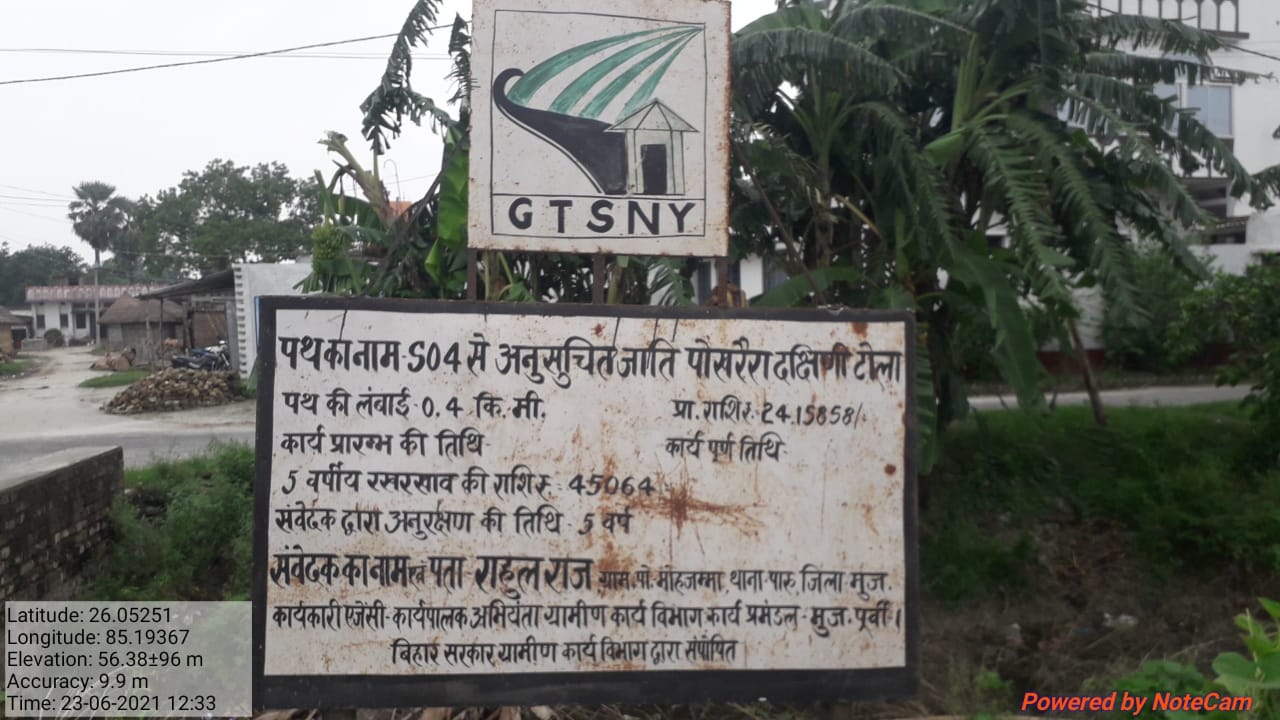 GTSNY
पथ का नाम - S04 से अनुसुचित जाति पोखरैरा दक्षिणी टोला
पथ की लंबाई - 0.4 कि. मी. प्रा. राशि रु. 24.15858/-
कार्य प्रारम्भ की तिथि - कार्य पूर्ण तिथि -
5 वर्षीय रखरखाव की राशि रु. 45064
संवेदक द्वारा अनुरक्षण की तिथि - 5 वर्ष
संवेदक का नाम एवं पता राहुल राज ग्राम. पो. मोहजम्मा, थाना - पारु, जिला मुज.
कार्यकारी एजेंसी - कार्यपालक अभियंता ग्रामीण कार्य विभाग कार्य प्रमंडल - मुज. पूर्वी ।
बिहार सरकार ग्रामीण कार्य विभाग द्वारा संपोषित
Latitude: 26.05251
Longitude: 85.19367
Elevation: 56.38±96 m
Accuracy: 9.9 m
Time: 23-06-2021 12:33
Powered by NoteCam